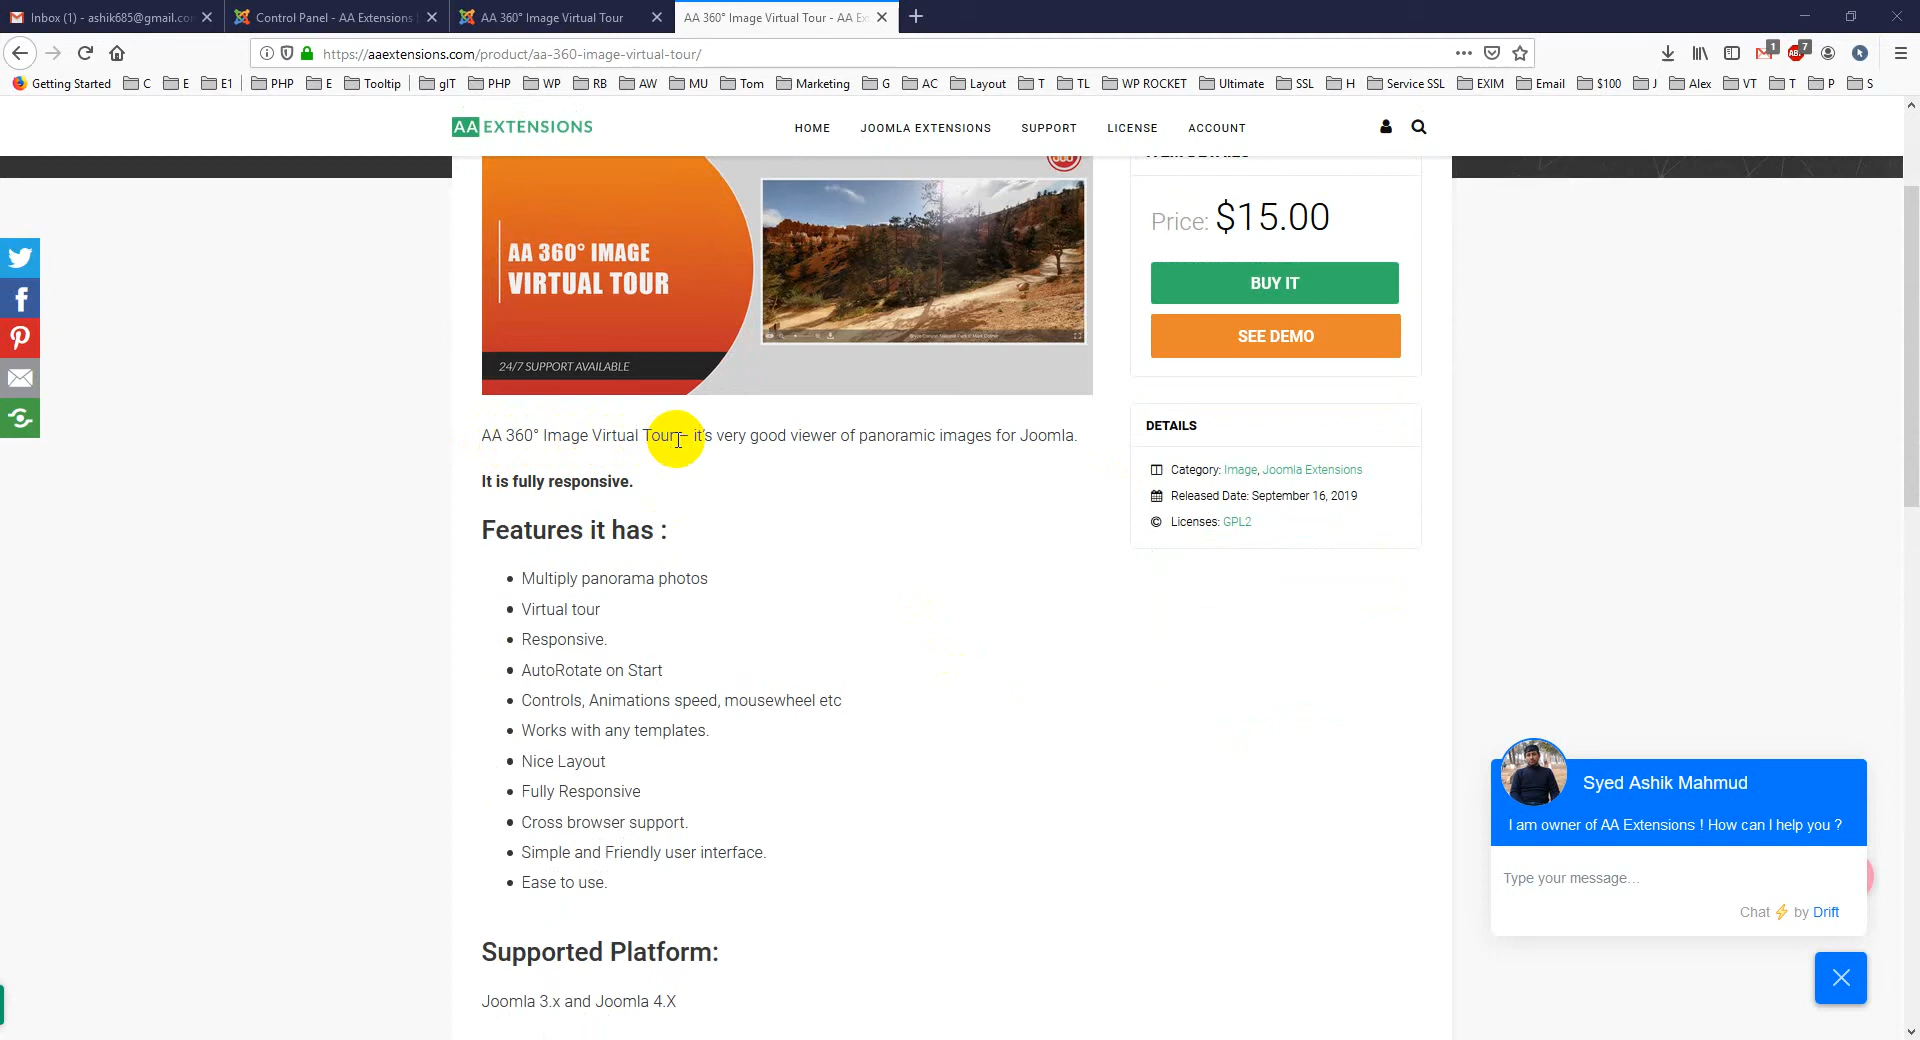 Inbox (1) - ashik685@gmail.co
Control Panel - AA Extensions
AA 360° Image Virtual Tour
AA 360° Image Virtual Tour - AA Ex
https://aaextensions.com/product/aa-360-image-virtual-tour/
1
7
Getting Started C E E1 PHP E Tooltip gIT PHP WP RB AW MU Tom Marketing G AC Layout T TL WP ROCKET Ultimate SSL H Service SSL EXIM Email $100 J Alex VT T P S
AA EXTENSIONS
HOME JOOMLA EXTENSIONS SUPPORT LICENSE ACCOUNT
ITEM DETAILS
360
AA 360° IMAGE
VIRTUAL TOUR
24/7 SUPPORT AVAILABLE
Price: $15.00
BUY IT
SEE DEMO
DETAILS
Category: Image, Joomla Extensions
Released Date: September 16, 2019
Licenses: GPL2
AA 360° Image Virtual Tour– it's very good viewer of panoramic images for Joomla.
It is fully responsive.
Features it has :
Multiply panorama photos
Virtual tour
Responsive.
AutoRotate on Start
Controls, Animations speed, mousewheel etc
Works with any templates.
Nice Layout
Fully Responsive
Cross browser support.
Simple and Friendly user interface.
Ease to use.
Supported Platform:
Joomla 3.x and Joomla 4.X
Syed Ashik Mahmud
I am owner of AA Extensions ! How can I help you ?
Type your message...
Chat ⚡ by Drift